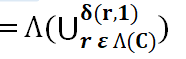 = Λ(⋃_{r ε Λ(C)}^{δ(r,1)})